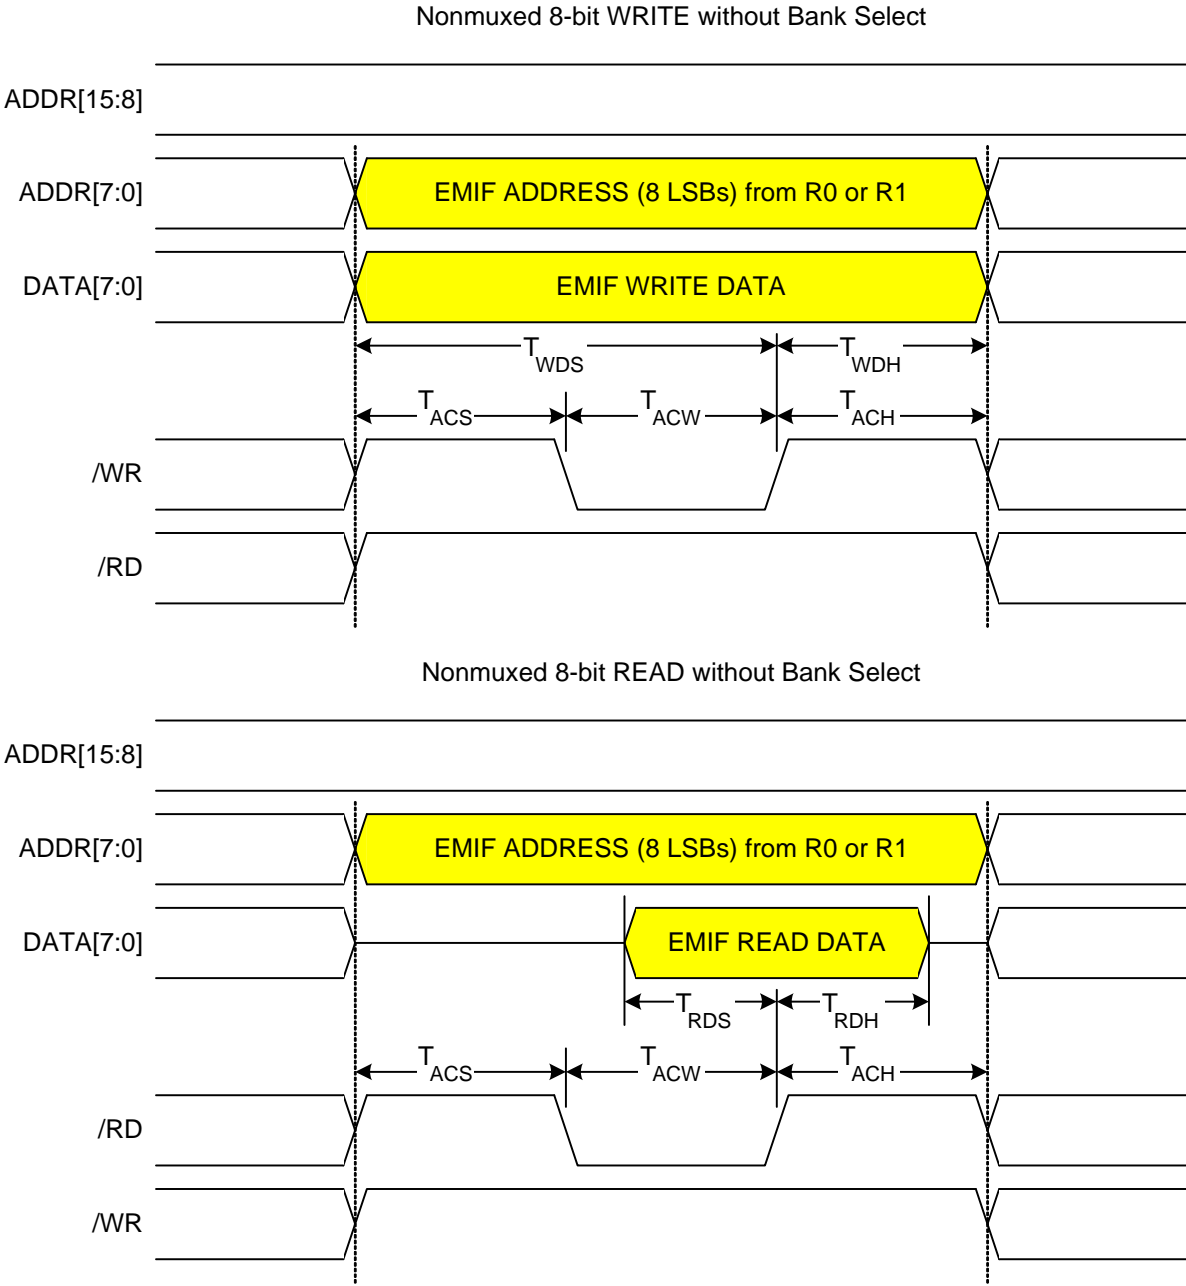 Nonmuxed 8-bit WRITE without Bank Select
ADDR[15:8]
ADDR[7:0] EMIF ADDRESS (8 LSBs) from R0 or R1
DATA[7:0] EMIF WRITE DATA
TWDS TWDH
TACS TACW TACH
/WR
/RD
Nonmuxed 8-bit READ without Bank Select
ADDR[15:8]
ADDR[7:0] EMIF ADDRESS (8 LSBs) from R0 or R1
DATA[7:0] EMIF READ DATA
TRDS TRDH
TACS TACW TACH
/RD
/WR